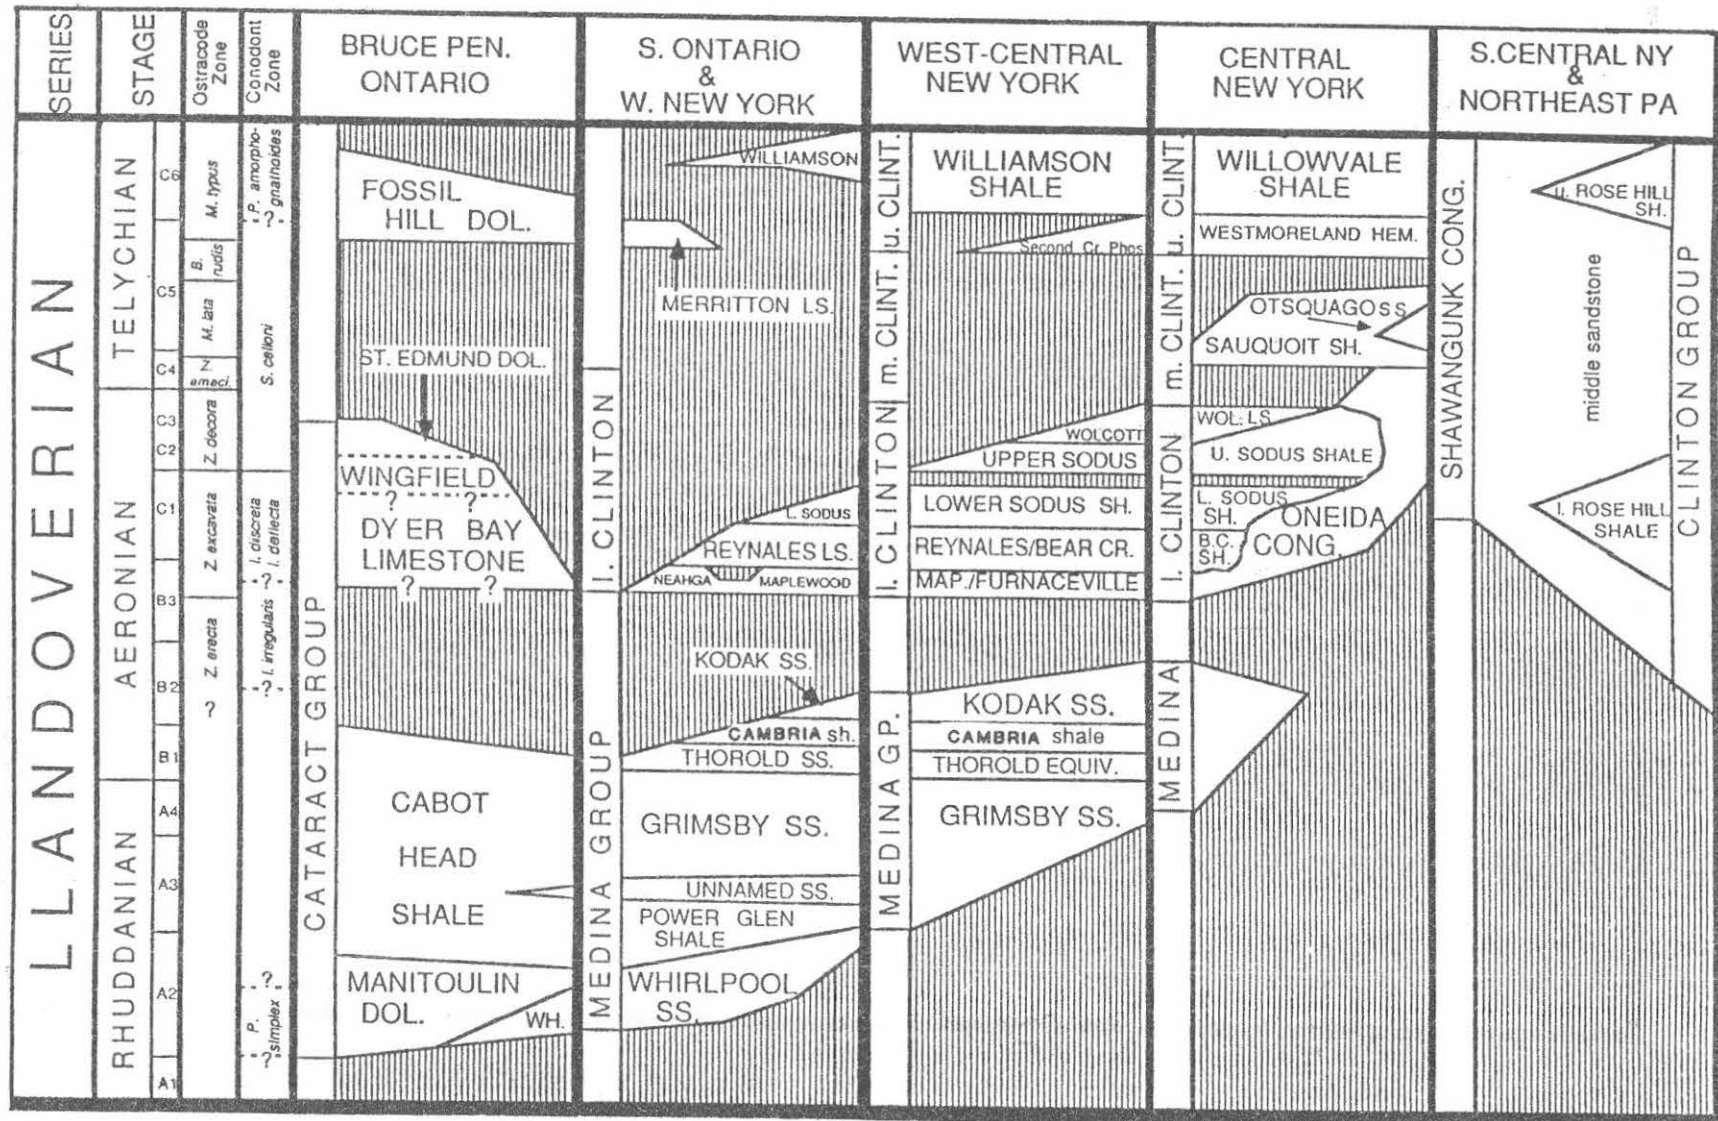 SERIES
STAGE
Ostracode
Zone
Conodont
Zone
BRUCE PEN.
ONTARIO
S. ONTARIO
&
W. NEW YORK
WEST-CENTRAL
NEW YORK
CENTRAL
NEW YORK
S.CENTRAL NY
&
NORTHEAST PA
LLANDOVERIAN
TELYCHIAN
AERONIAN
RHUDDANIAN
C6
C5
C4
C3
C2
C1
B3
B2
B1
A4
A3
A2
A1
M. typus
B.
rudis
M. lata
Z.
emaci.
Z. decora
Z. excavata
Z. erecta
?
P. amorpho-
gnathoides
?
S. celloni
I. discreta
I. deflecta
?
I. irregularis
?
?
P.
simplex
?
CATARACT GROUP
FOSSIL
HILL DOL.
ST. EDMUND DOL.
WINGFIELD
? ?
DYER BAY
LIMESTONE
? ?
CABOT
HEAD
SHALE
MANITOULIN
DOL.
WH.
l. CLINTON
MEDINA GROUP
WILLIAMSON
MERRITTON LS.
L. SODUS
REYNALES LS.
NEAHGA
MAPLEWOOD
KODAK SS.
CAMBRIA sh.
THOROLD SS.
GRIMSBY SS.
UNNAMED SS.
POWER GLEN
SHALE
WHIRLPOOL
SS.
u. CLINT.
m. CLINT.
l. CLINTON
MEDINA GP.
WILLIAMSON
SHALE
Second Cr. Phos
WOLCOTT
UPPER SODUS
LOWER SODUS SH.
REYNALES/BEAR CR.
MAP./FURNACEVILLE
KODAK SS.
CAMBRIA shale
THOROLD EQUIV.
GRIMSBY SS.
u. CLINT.
m. CLINT.
l. CLINTON
MEDINA
WILLOWVALE
SHALE
WESTMORELAND HEM.
OTSQUAGO SS
SAUQUOIT SH.
WOL. LS.
U. SODUS SHALE
L. SODUS
SH.
B.C.
SH.
ONEIDA
CONG.
SHAWANGUNK CONG.
u. ROSE HILL
SH.
middle sandstone
l. ROSE HILL
SHALE
CLINTON GROUP